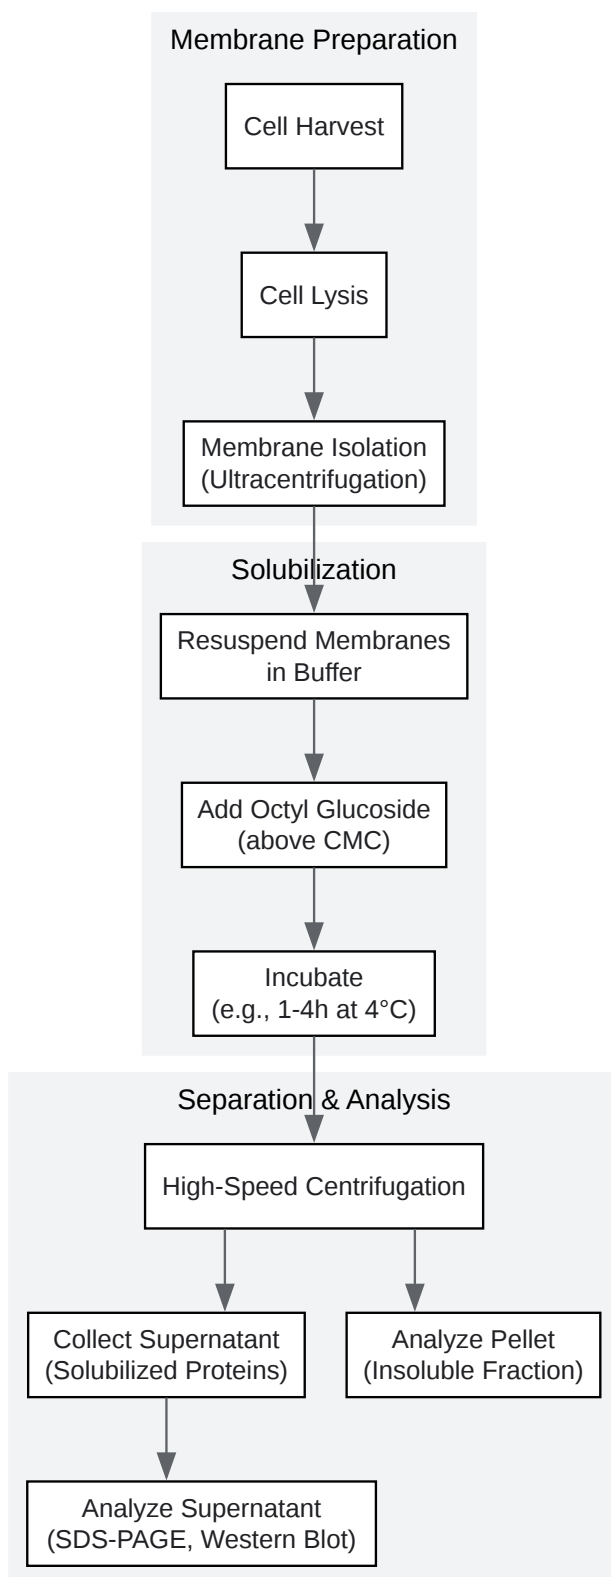 Membrane Preparation
Cell Harvest
Cell Lysis
Membrane Isolation
(Ultracentrifugation)
Solubilization
Resuspend Membranes
in Buffer
Add Octyl Glucoside
(above CMC)
Incubate
(e.g., 1-4h at 4°C)
Separation & Analysis
High-Speed Centrifugation
Collect Supernatant
(Solubilized Proteins)
Analyze Pellet
(Insoluble Fraction)
Analyze Supernatant
(SDS-PAGE, Western Blot)